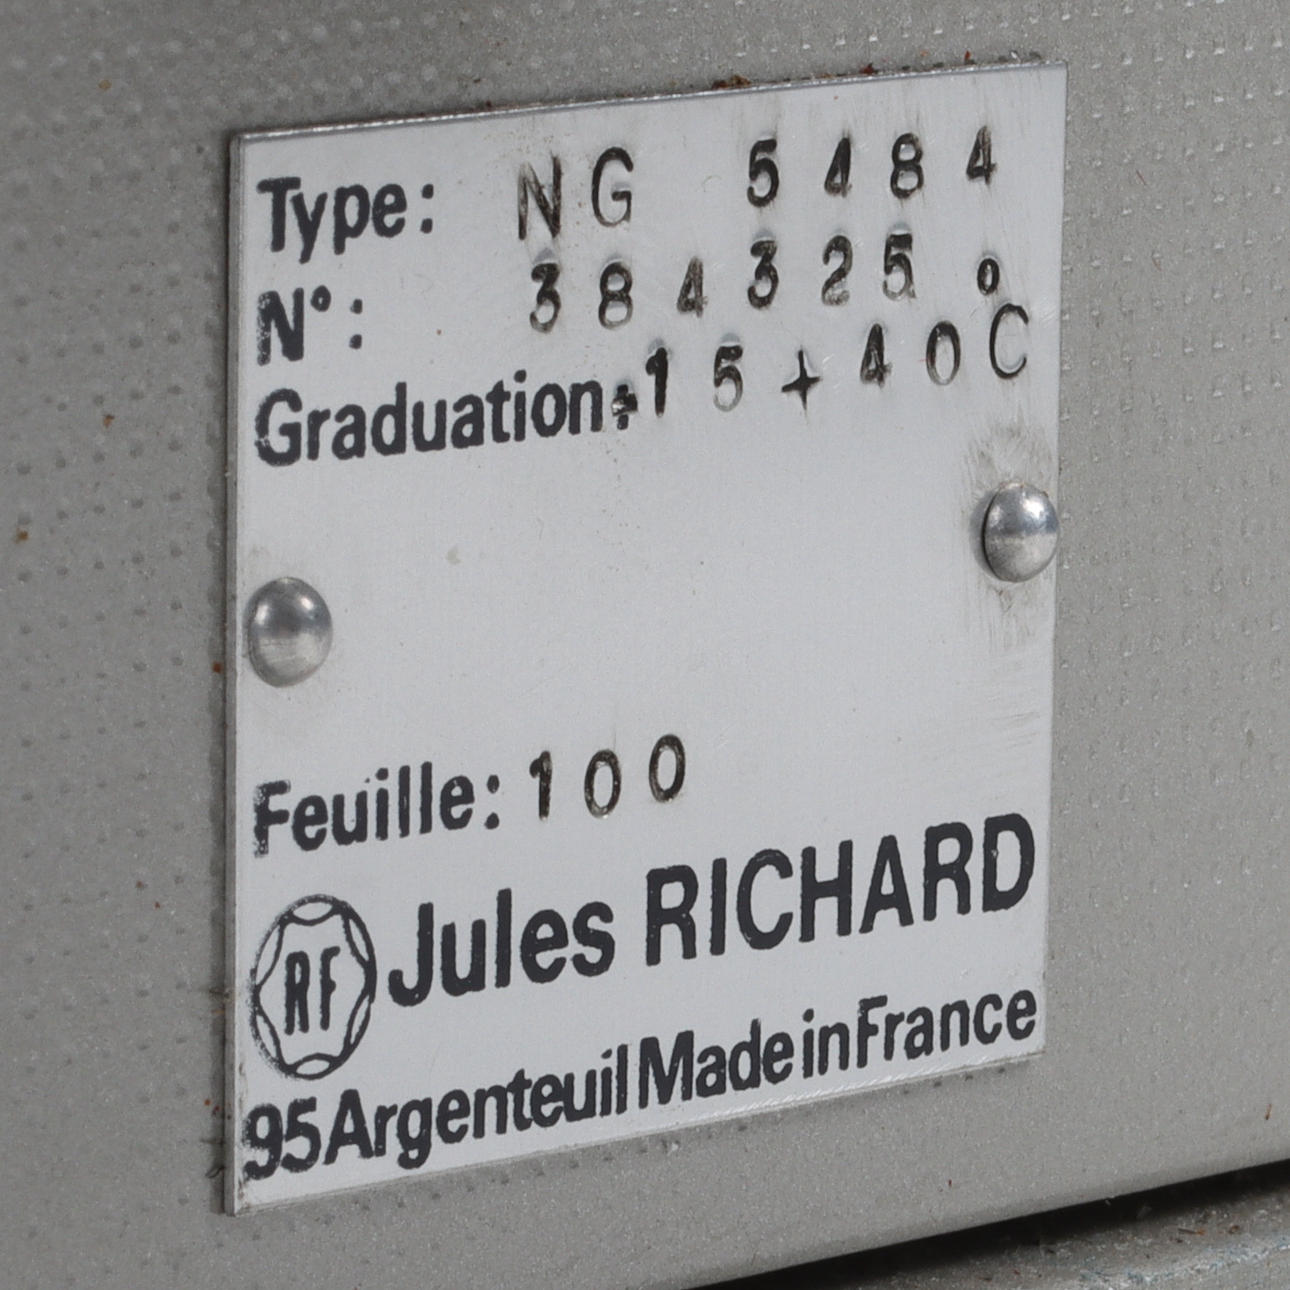 Type: NG 5484
N°: 384325
Graduation: -15 + 40°C
Feuille: 100
RF Jules RICHARD
95 Argenteuil Made in France